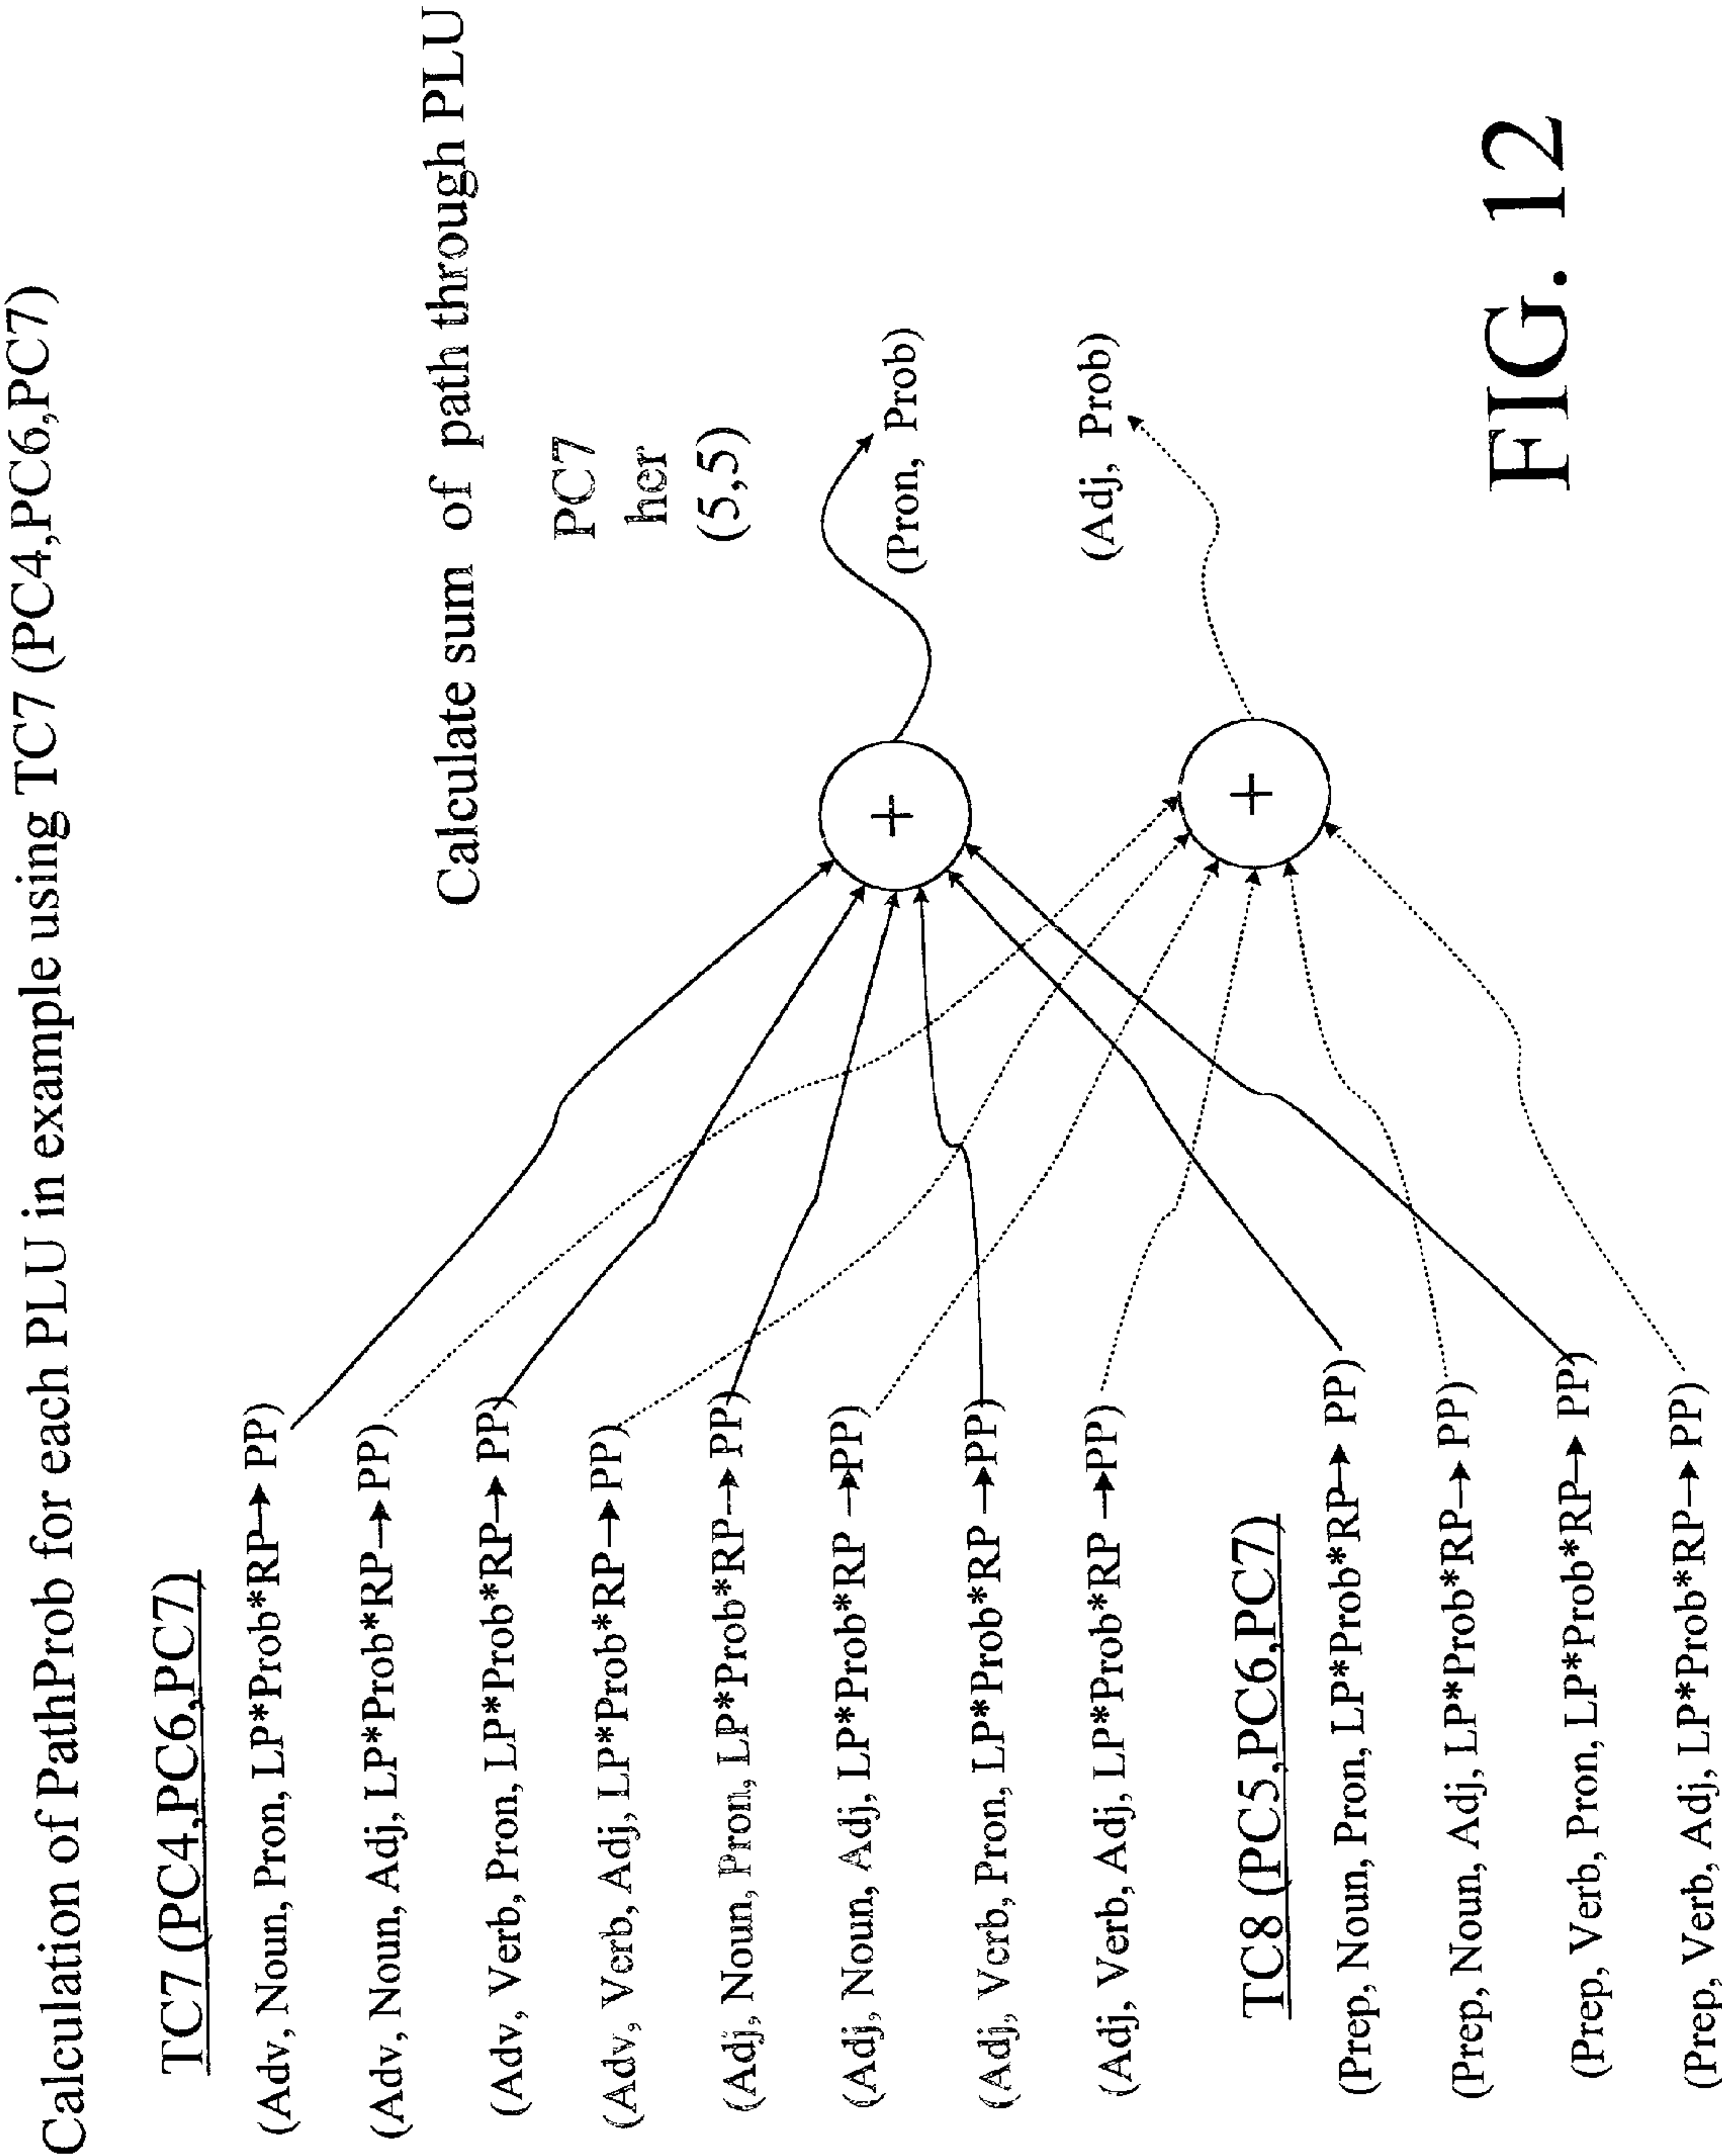 Calculation of PathProb for each PLU in example using TC7 (PC4,PC6,PC7)
TC7 (PC4,PC6,PC7)
(Adv, Noun, Pron, LP*Prob*RP→ PP)
(Adv, Noun, Adj, LP*Prob*RP→PP)
(Adv, Verb, Pron, LP*Prob*RP→ PP)
(Adv, Verb, Adj, LP*Prob*RP→PP)
(Adj, Noun, Pron, LP*Prob*RP→ PP)
(Adj, Noun, Adj, LP*Prob*RP →PP)
(Adj, Verb, Pron, LP*Prob*RP →PP)
(Adj, Verb, Adj, LP*Prob*RP →PP)
TC8 (PC5,PC6,PC7)
(Prep, Noun, Pron, LP*Prob*RP→ PP)
(Prep, Noun, Adj, LP*Prob*RP→ PP)
(Prep, Verb, Pron, LP*Prob*RP→ PP)
(Prep, Verb, Adj, LP*Prob*RP→ PP)
Calculate sum of path through PLU
PC7
her
(5,5)
+
(Pron, Prob)
+
(Adj, Prob)
FIG. 12